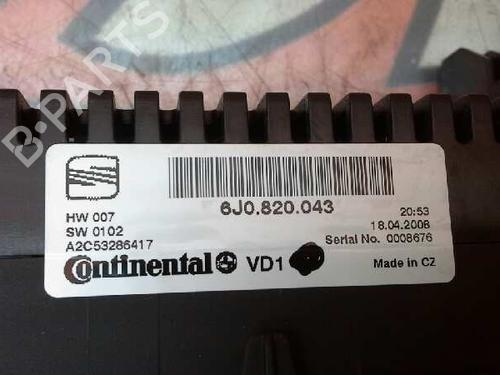 B-PARTS
6J0.820.043
HW 007
SW 0102
A2C53286417
20:53
18.04.2008
Serial No. 0008676
Continental VD1
Made in CZ